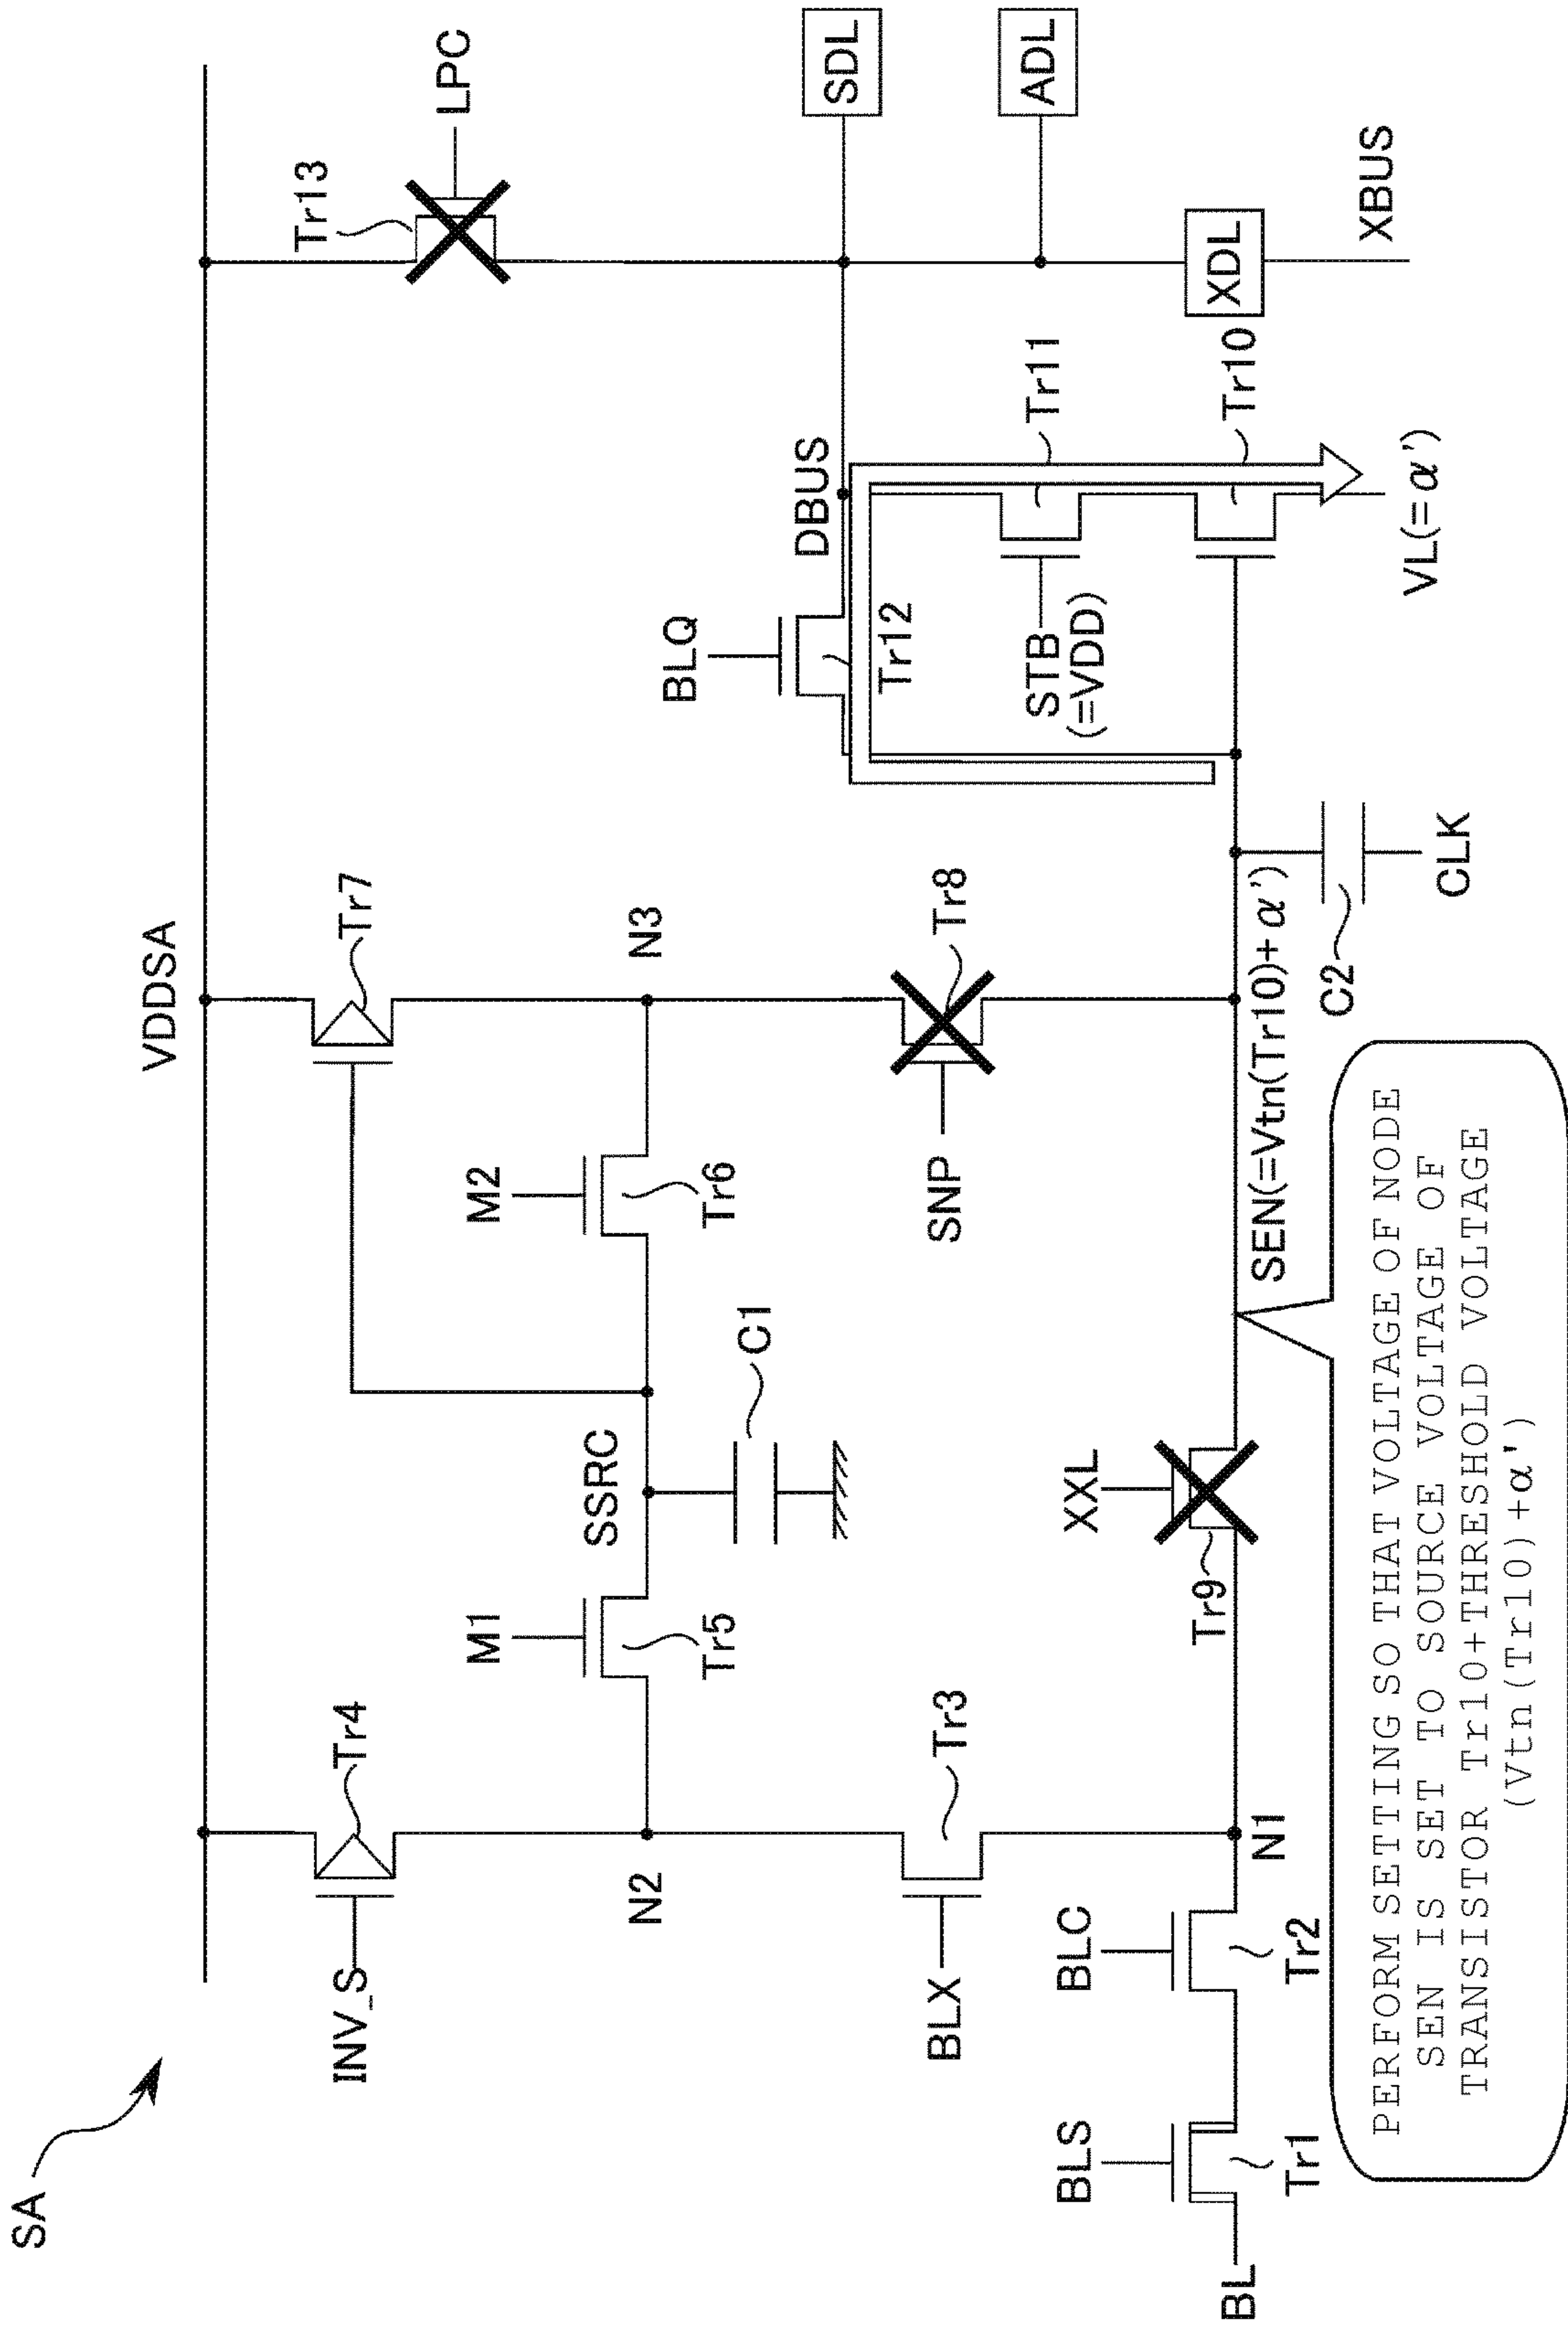 SA
VDDSA
INV_S
Tr4
Tr7
Tr13
LPC
M1
M2
N2
SSRC
N3
Tr5
Tr6
C1
BLQ
DBUS
SDL
Tr12
BLX
Tr3
SNP
Tr8
STB
(=VDD)
Tr11
ADL
BLS
BLC
XXL
Tr10
XDL
BL
Tr1
Tr2
N1
Tr9
SEN(=Vtn(Tr10)+α')
C2
CLK
VL(=α')
XBUS
PERFORM SETTING SO THAT VOLTAGE OF NODE
SEN IS SET TO SOURCE VOLTAGE OF
TRANSISTOR Tr10+THRESHOLD VOLTAGE
(Vtn(Tr10)+α')